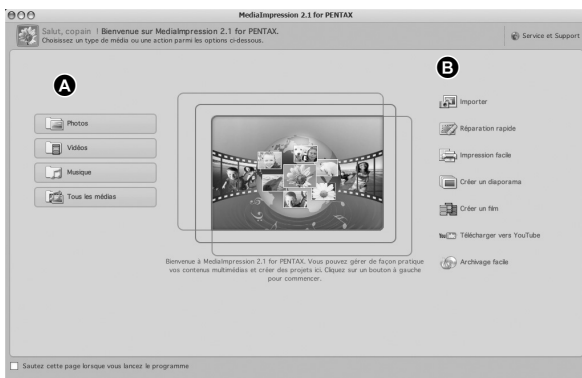 MediaImpression 2.1 for PENTAX
Salut, copain | Bienvenue sur MediaImpression 2.1 for PENTAX.
Choisissez un type de média ou une action parmi les options ci-dessous.
Service et Support
A
B
Photos
Vidéos
Musique
Tous les médias
Importer
Réparation rapide
Impression facile
Créer un diaporama
Créer un film
You Tube Télécharger vers YouTube
Archivage facile
Bienvenue à MediaImpression 2.1 for PENTAX. Vous pouvez gérer de façon pratique
vos contenus multimédias et créer des projets ici. Cliquez sur un bouton à gauche
pour commencer.
Sautez cette page lorsque vous lancez le programme